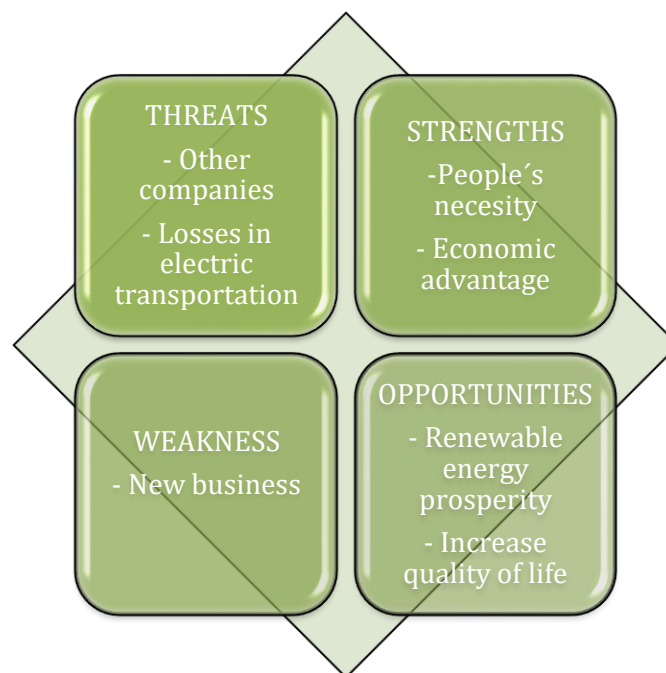 THREATS
- Other
companies
- Losses in
electric
transportation
STRENGTHS
-People´s
necesity
- Economic
advantage
WEAKNESS
- New business
OPPORTUNITIES
- Renewable
energy
prosperity
- Increase
quality of life